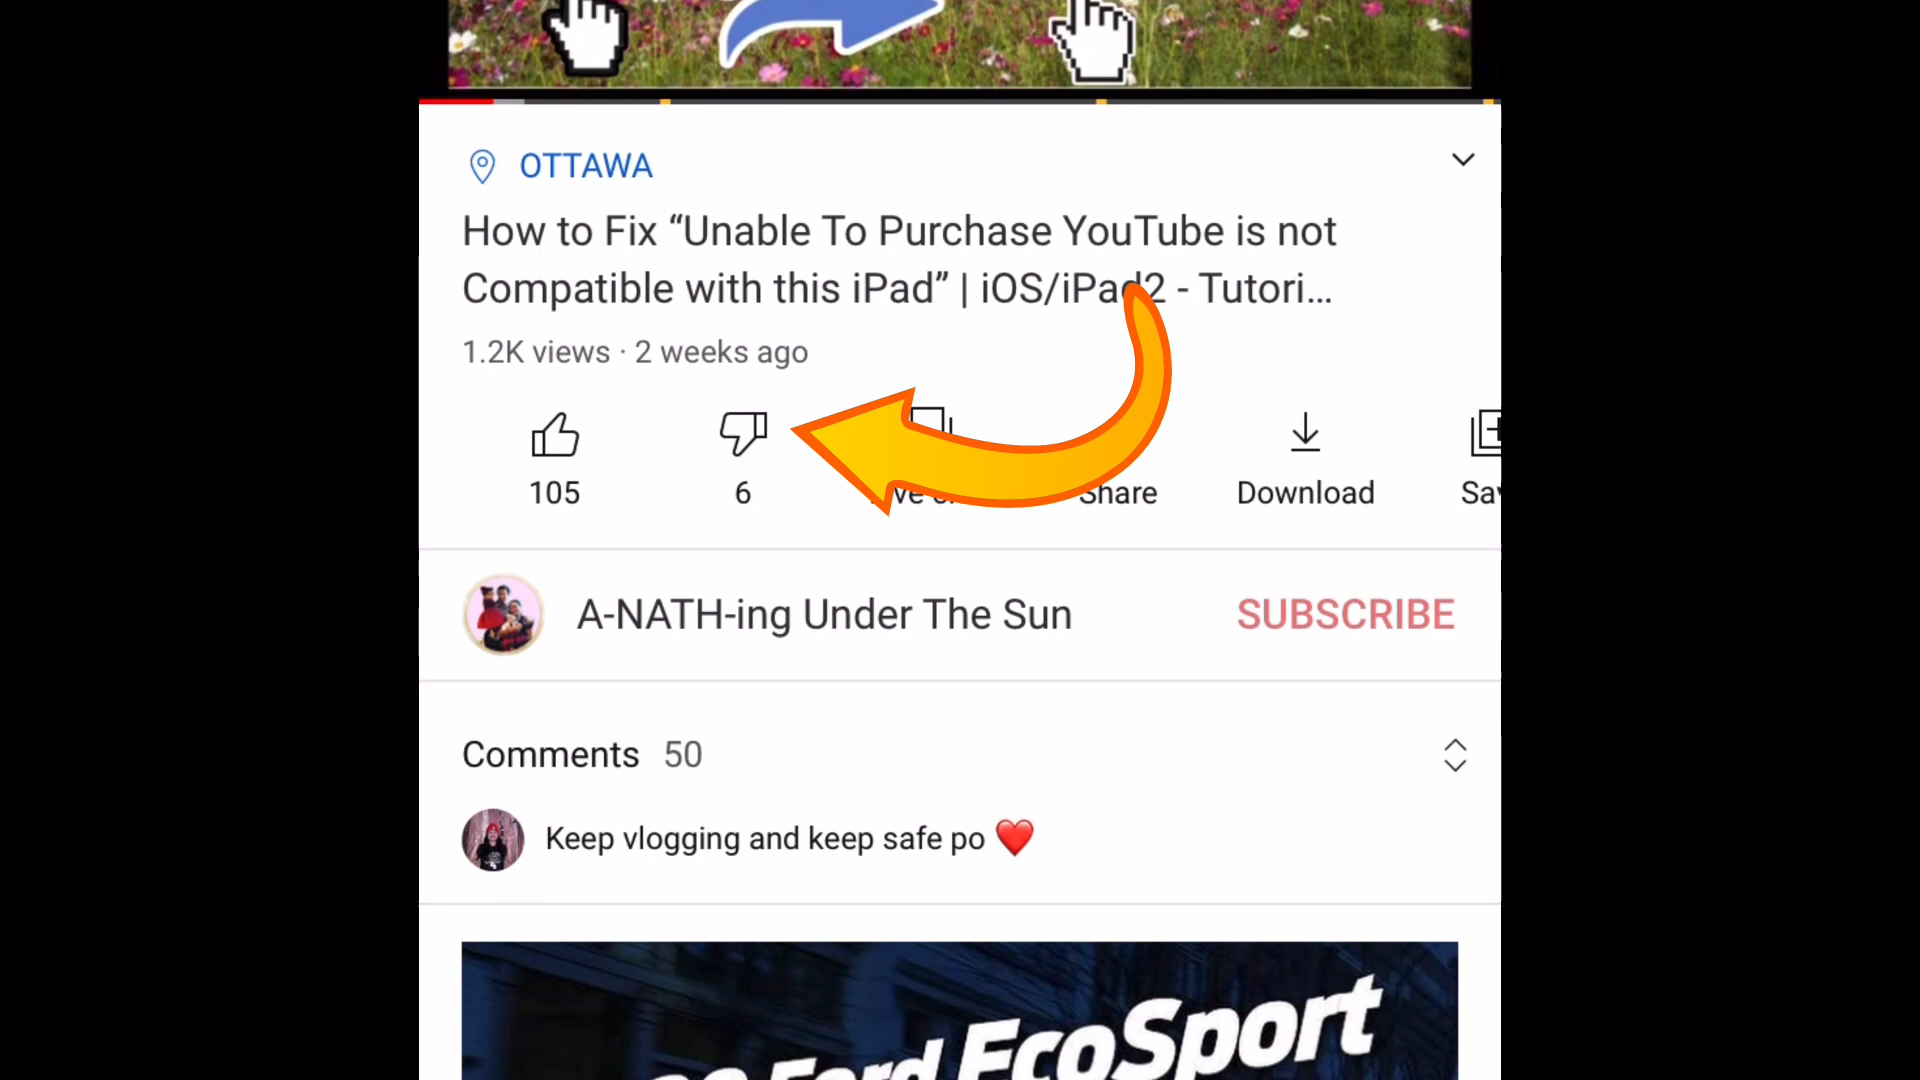 OTTAWA
How to Fix “Unable To Purchase YouTube is not
Compatible with this iPad” | iOS/iPad2 - Tutori...
1.2K views · 2 weeks ago
105
6
Share
Download
A-NATH-ing Under The Sun
SUBSCRIBE
Comments 50
Keep vlogging and keep safe po ❤️
Ford EcoSport